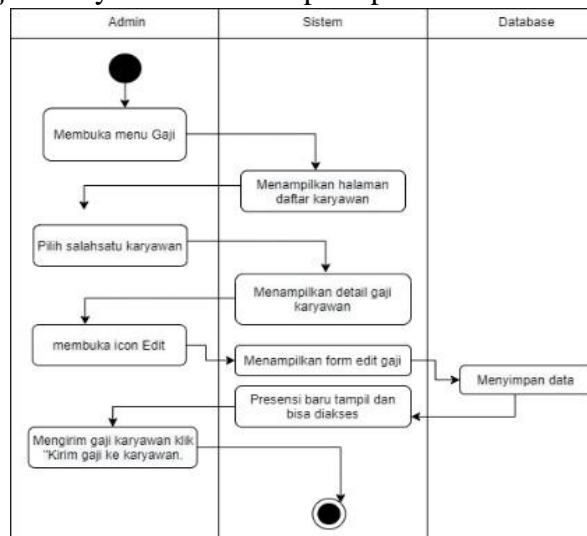 Admin
Sistem
Database
Membuka menu Gaji
Menampilkan halaman
daftar karyawan
Pilih salahsatu karyawan
Menampilkan detail gaji
karyawan
membuka icon Edit
Menampilkan form edit gaji
Menyimpan data
Presensi baru tampil dan
bisa diakses
Mengirim gaji karyawan klik
"Kirim gaji ke karyawan.